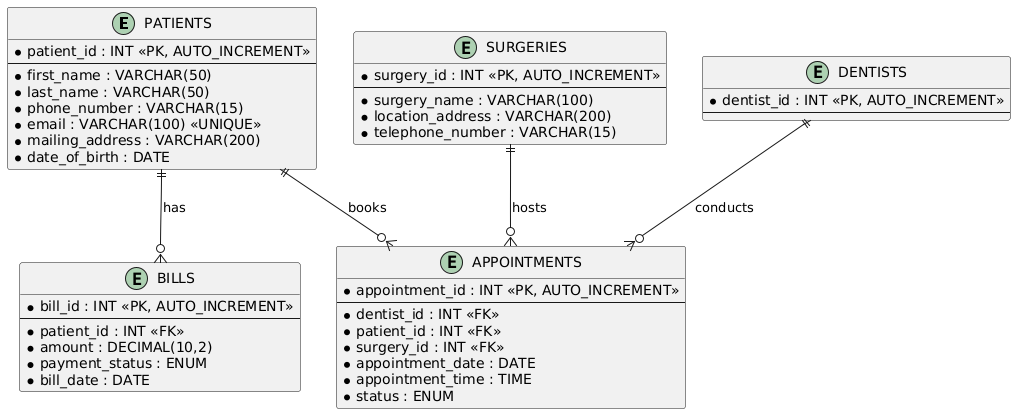 E PATIENTS
* patient_id : INT «PK, AUTO_INCREMENT»
* first_name : VARCHAR(50)
* last_name : VARCHAR(50)
* phone_number : VARCHAR(15)
* email : VARCHAR(100) «UNIQUE»
* mailing_address : VARCHAR(200)
* date_of_birth : DATE
E SURGERIES
* surgery_id : INT «PK, AUTO_INCREMENT»
* surgery_name : VARCHAR(100)
* location_address : VARCHAR(200)
* telephone_number : VARCHAR(15)
E DENTISTS
* dentist_id : INT «PK, AUTO_INCREMENT»
has
books
hosts
conducts
E BILLS
* bill_id : INT «PK, AUTO_INCREMENT»
* patient_id : INT «FK»
* amount : DECIMAL(10,2)
* payment_status : ENUM
* bill_date : DATE
E APPOINTMENTS
* appointment_id : INT «PK, AUTO_INCREMENT»
* dentist_id : INT «FK»
* patient_id : INT «FK»
* surgery_id : INT «FK»
* appointment_date : DATE
* appointment_time : TIME
* status : ENUM